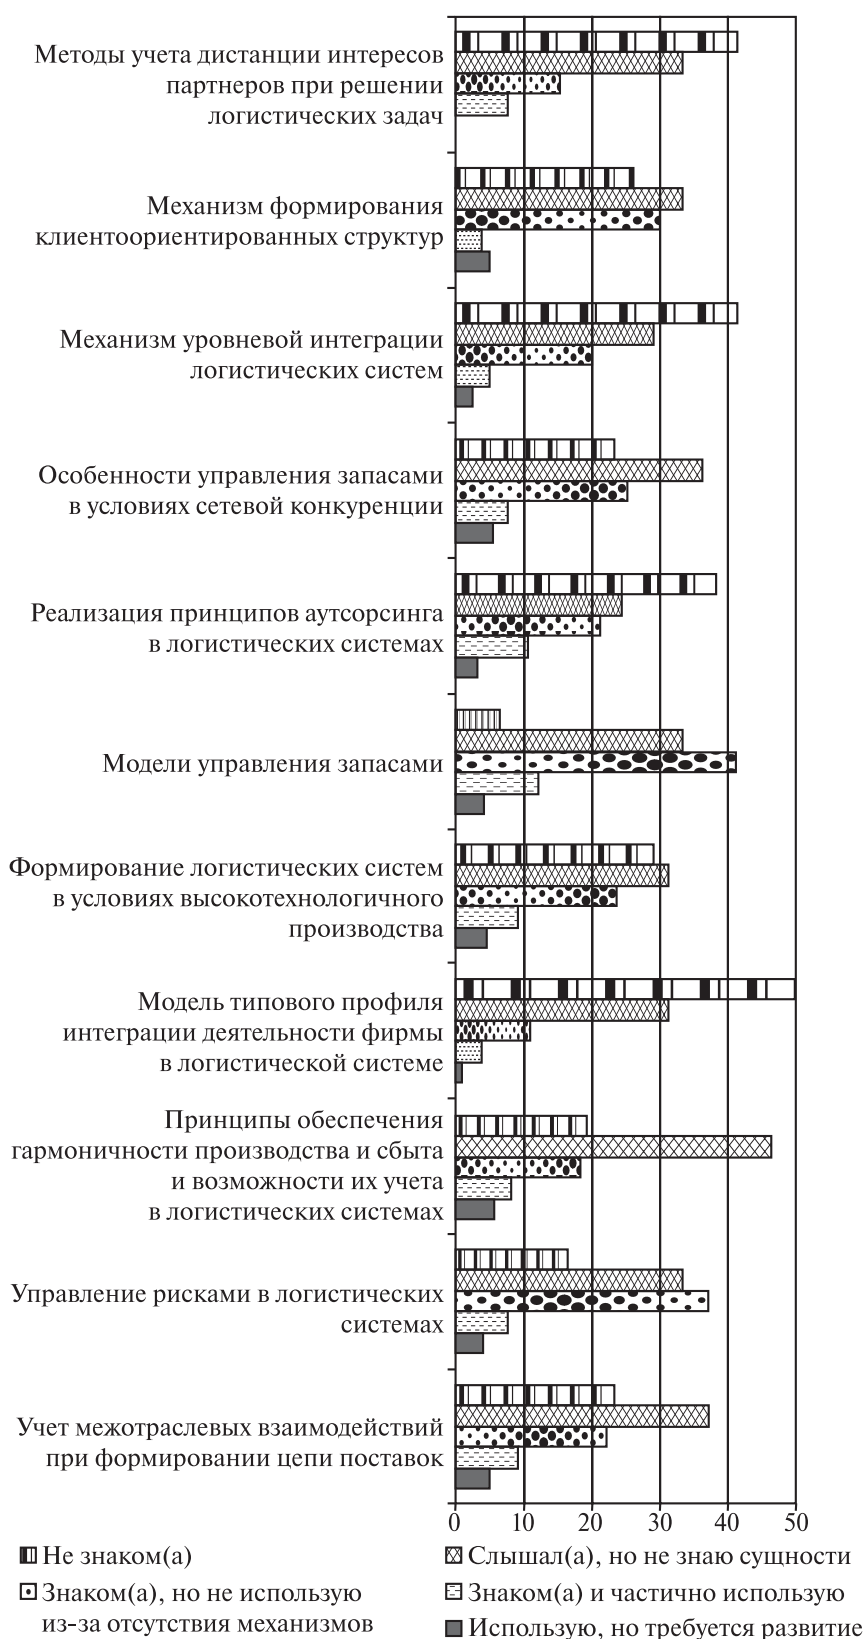 Методы учета дистанции интересов
партнеров при решении
логистических задач
Механизм формирования
клиентоориентированных структур
Механизм уровневой интеграции
логистических систем
Особенности управления запасами
в условиях сетевой конкуренции
Реализация принципов аутсорсинга
в логистических системах
Модели управления запасами
Формирование логистических систем
в условиях высокотехнологичного
производства
Модель типового профиля
интеграции деятельности фирмы
в логистической системе
Принципы обеспечения
гармоничности производства и сбыта
и возможности их учета
в логистических системах
Управление рисками в логистических
системах
Учет межотраслевых взаимодействий
при формировании цепи поставок
0 10 20 30 40 50
Не знаком(а)
Слышал(а), но не знаю сущности
Знаком(а), но не использую
из-за отсутствия механизмов
Знаком(а) и частично использую
Использую, но требуется развитие